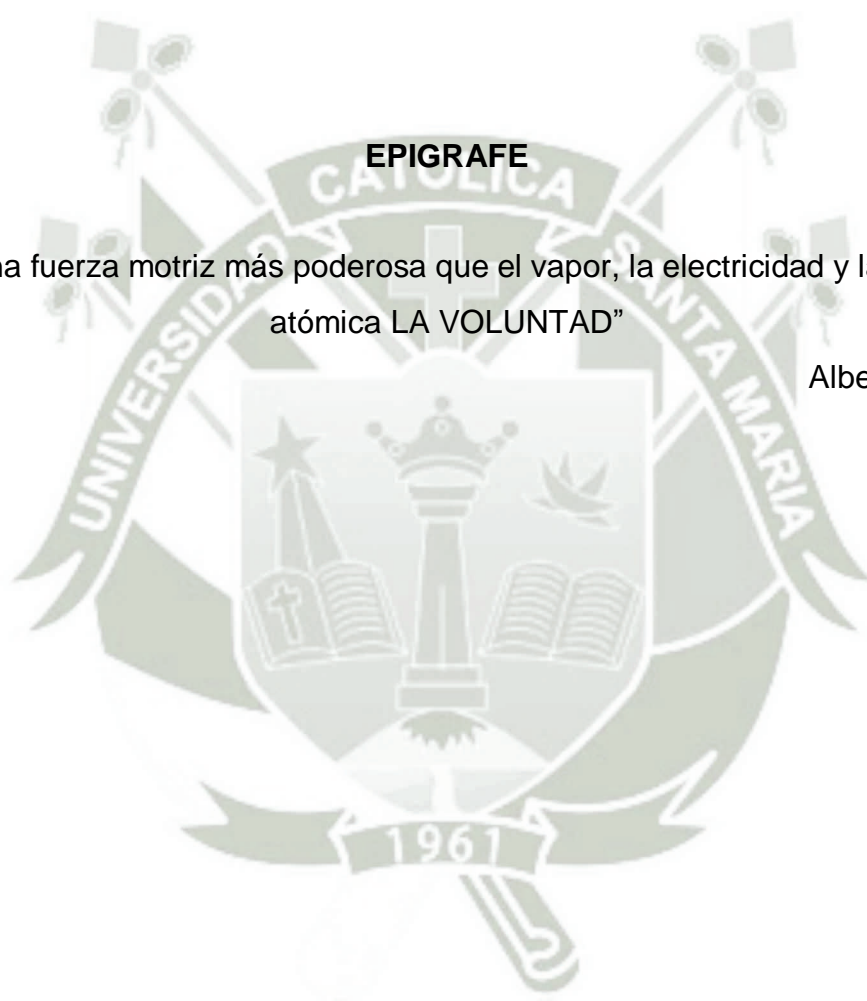 EPIGRAFE
CATOLICA
UNIVERSIDAD
SANTA MARIA
na fuerza motriz más poderosa que el vapor, la electricidad y la
atómica LA VOLUNTAD”
Albe
1961